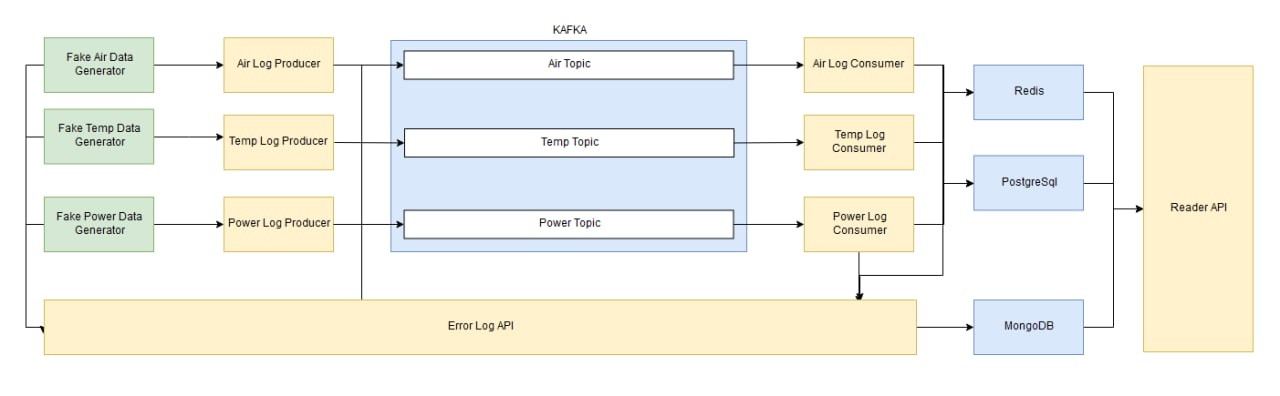 KAFKA
Fake Air Data
Generator
Air Log Producer
Air Topic
Air Log Consumer
Redis
Fake Temp Data
Generator
Temp Log Producer
Temp Topic
Temp Log
Consumer
PostgreSql
Reader API
Fake Power Data
Generator
Power Log Producer
Power Topic
Power Log
Consumer
Error Log API
MongoDB